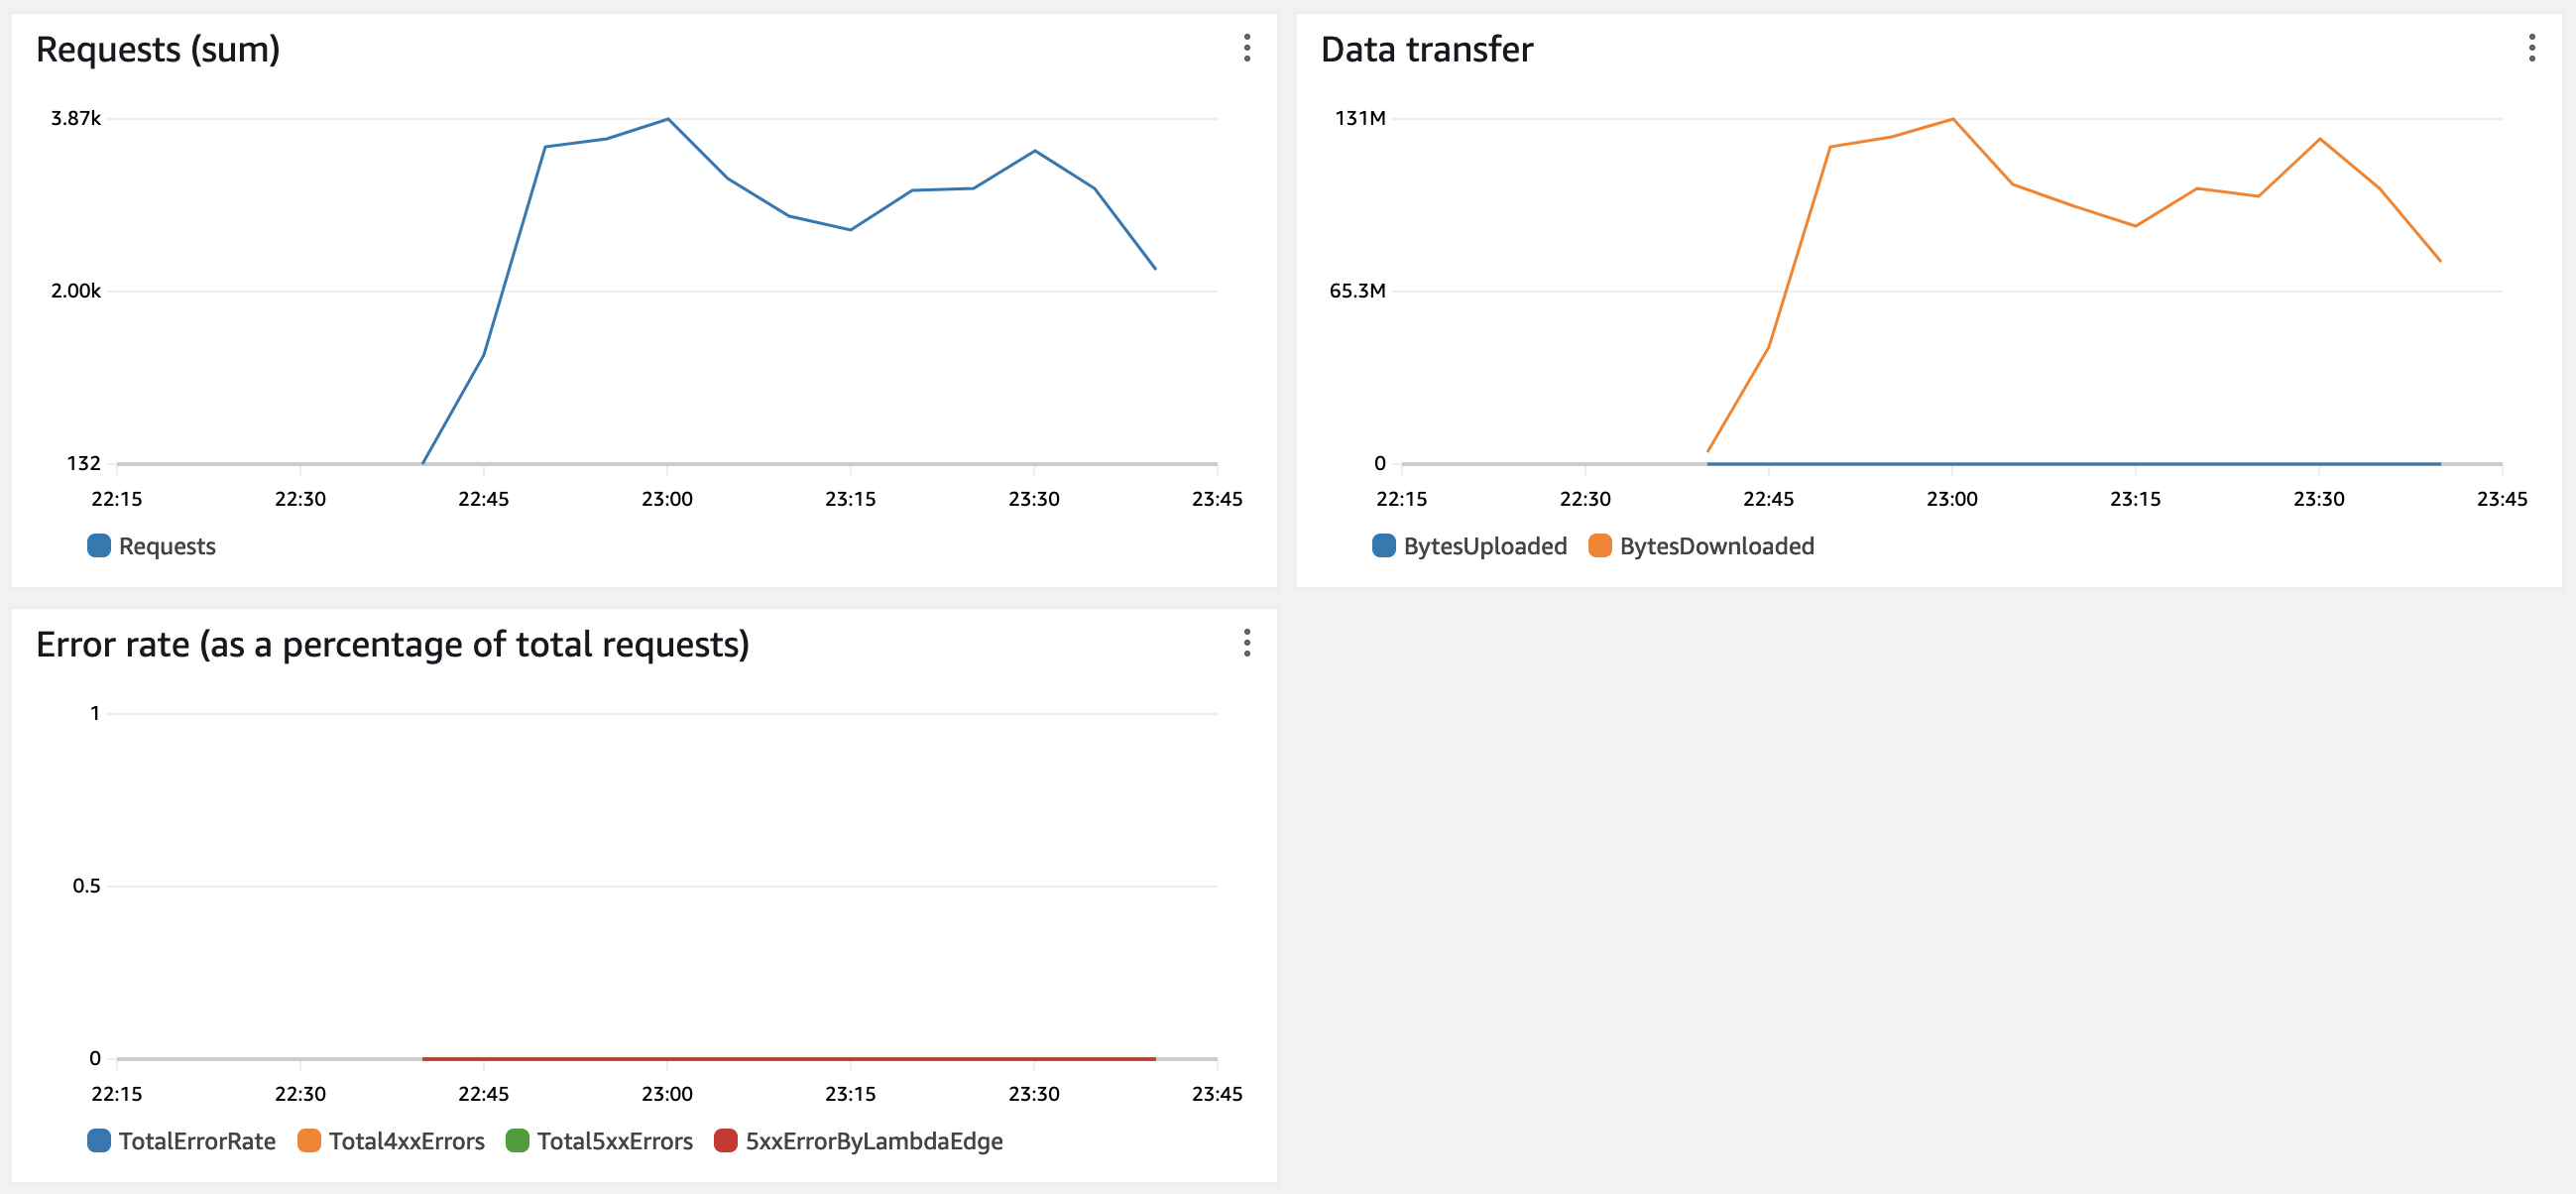 Requests (sum)
3.87k
2.00k
132
22:15 22:30 22:45 23:00 23:15 23:30 23:45
Requests
Data transfer
131M
65.3M
0
22:15 22:30 22:45 23:00 23:15 23:30 23:45
BytesUploaded BytesDownloaded
Error rate (as a percentage of total requests)
1
0.5
0
22:15 22:30 22:45 23:00 23:15 23:30 23:45
TotalErrorRate Total4xxErrors Total5xxErrors 5xxErrorByLambdaEdge